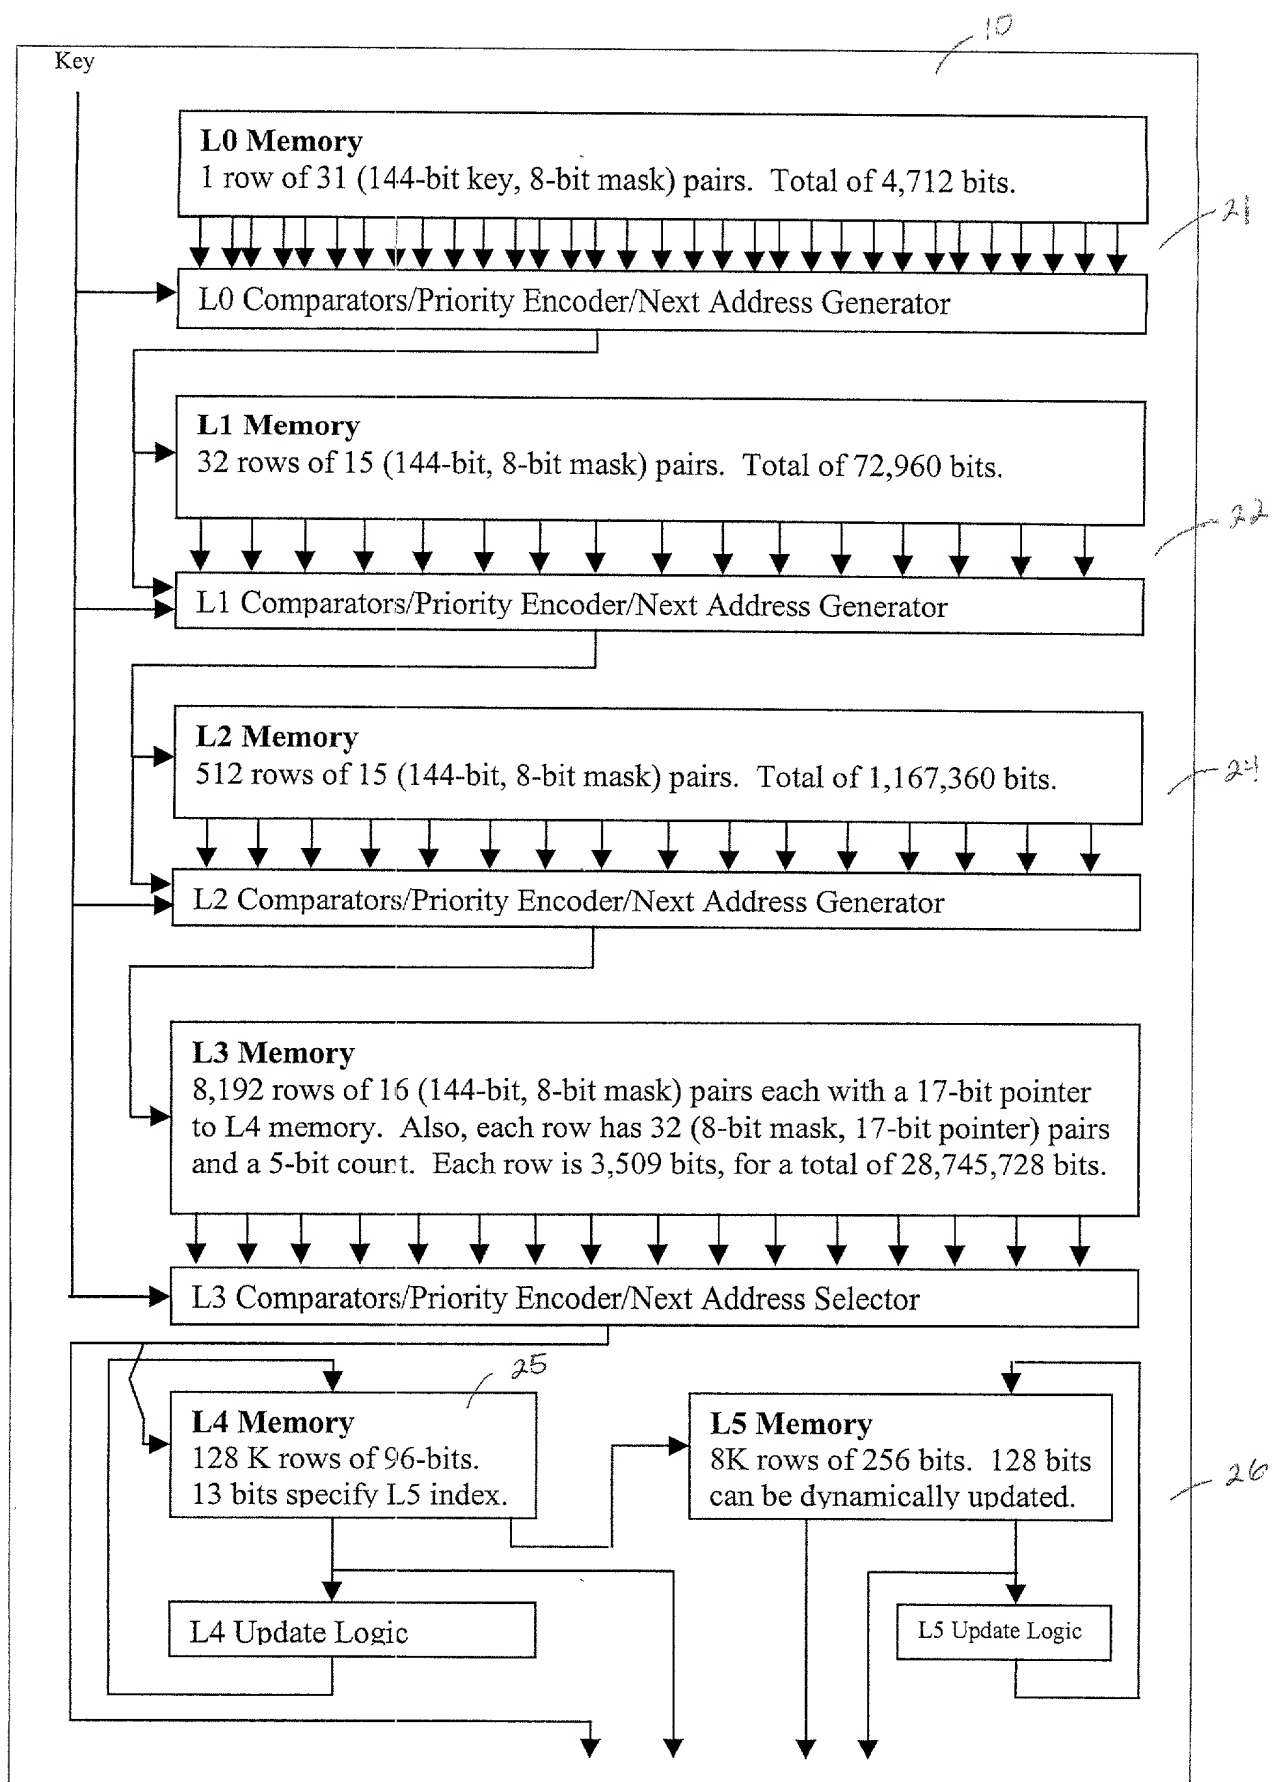 10
Key
L0 Memory
1 row of 31 (144-bit key, 8-bit mask) pairs. Total of 4,712 bits.
21
L0 Comparators/Priority Encoder/Next Address Generator
L1 Memory
32 rows of 15 (144-bit, 8-bit mask) pairs. Total of 72,960 bits.
22
L1 Comparators/Priority Encoder/Next Address Generator
L2 Memory
512 rows of 15 (144-bit, 8-bit mask) pairs. Total of 1,167,360 bits.
24
L2 Comparators/Priority Encoder/Next Address Generator
L3 Memory
8,192 rows of 16 (144-bit, 8-bit mask) pairs each with a 17-bit pointer
to L4 memory. Also, each row has 32 (8-bit mask, 17-bit pointer) pairs
and a 5-bit count. Each row is 3,509 bits, for a total of 28,745,728 bits.
L3 Comparators/Priority Encoder/Next Address Selector
25
L4 Memory
128 K rows of 96-bits.
13 bits specify L5 index.
L5 Memory
8K rows of 256 bits. 128 bits
can be dynamically updated.
26
L4 Update Logic
L5 Update Logic